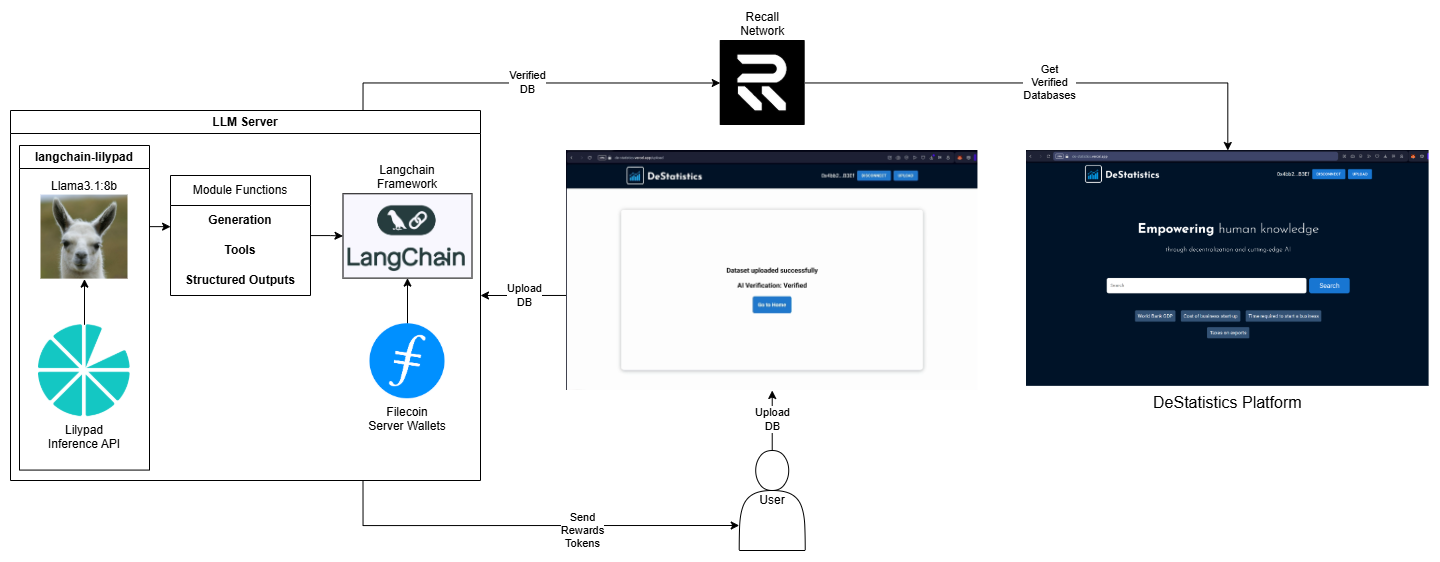 Recall
Network
Verified
DB
Get
Verified
Databases
LLM Server
langchain-lilypad
Llama3.1:8b
Module Functions
Generation
Tools
Structured Outputs
Langchain
Framework
LangChain
Lilypad
Inference API
Filecoin
Server Wallets
Upload
DB
DeStatistics
0x4bb2...B3Ef
DISCONNECT
UPLOAD
Dataset uploaded successfully
AI Verification: Verified
Go to Home
DeStatistics
0x4bb2...B3Ef
DISCONNECT
UPLOAD
Empowering human knowledge
through decentralization and cutting-edge AI
Search
Search
World Bank GDP
Cost of business start-up
Time required to start a business
Taxes on exports
DeStatistics Platform
Upload
DB
User
Send
Rewards
Tokens